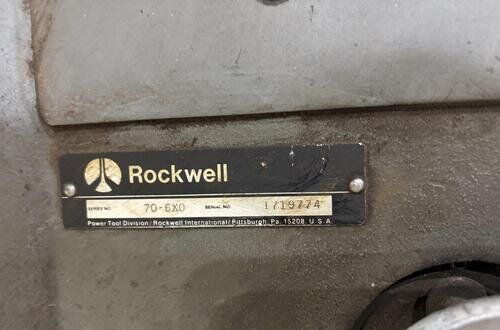 Rockwell
SERIES NO. 70-6X0 SERIAL NO. 1719774
Power Tool Division/Rockwell International/Pittsburgh, Pa. 15208 U.S.A.